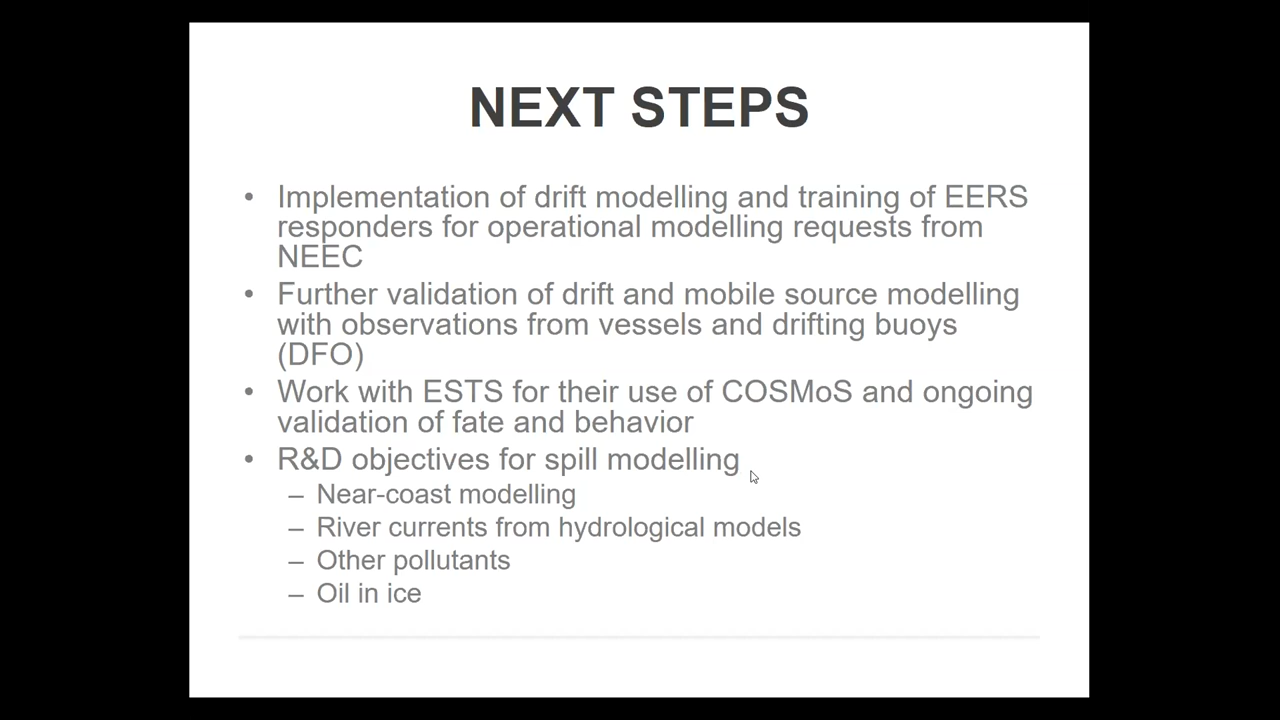 NEXT STEPS
• Implementation of drift modelling and training of EERS
responders for operational modelling requests from
NEEC
• Further validation of drift and mobile source modelling
with observations from vessels and drifting buoys
(DFO)
• Work with ESTS for their use of COSMoS and ongoing
validation of fate and behavior
• R&D objectives for spill modelling
– Near-coast modelling
– River currents from hydrological models
– Other pollutants
– Oil in ice